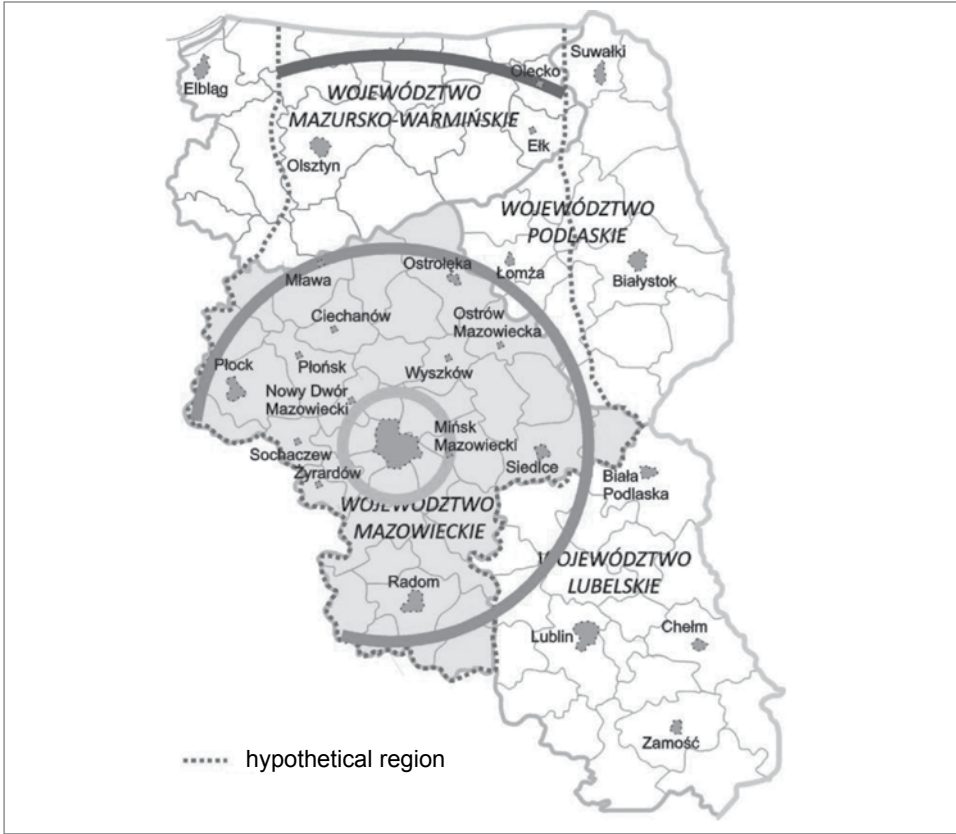 Suwałki
Olecko
Elbląg
WOJEWÓDZTWO
MAZURSKO-WARMIŃSKIE
Ełk
Olsztyn
WOJEWÓDZTWO
PODLASKIE
Ostrołęka
Łomża
Białystok
Mława
Ciechanów
Ostrów
Mazowiecka
Płock
Płońsk
Wyszków
Nowy Dwór
Mazowiecki
Mińsk
Mazowiecki
Sochaczew
Żyrardów
Siedlce
Biała
Podlaska
WOJEWÓDZTWO
MAZOWIECKIE
WOJEWÓDZTWO
LUBELSKIE
Radom
Lublin
Chełm
Zamość
hypothetical region